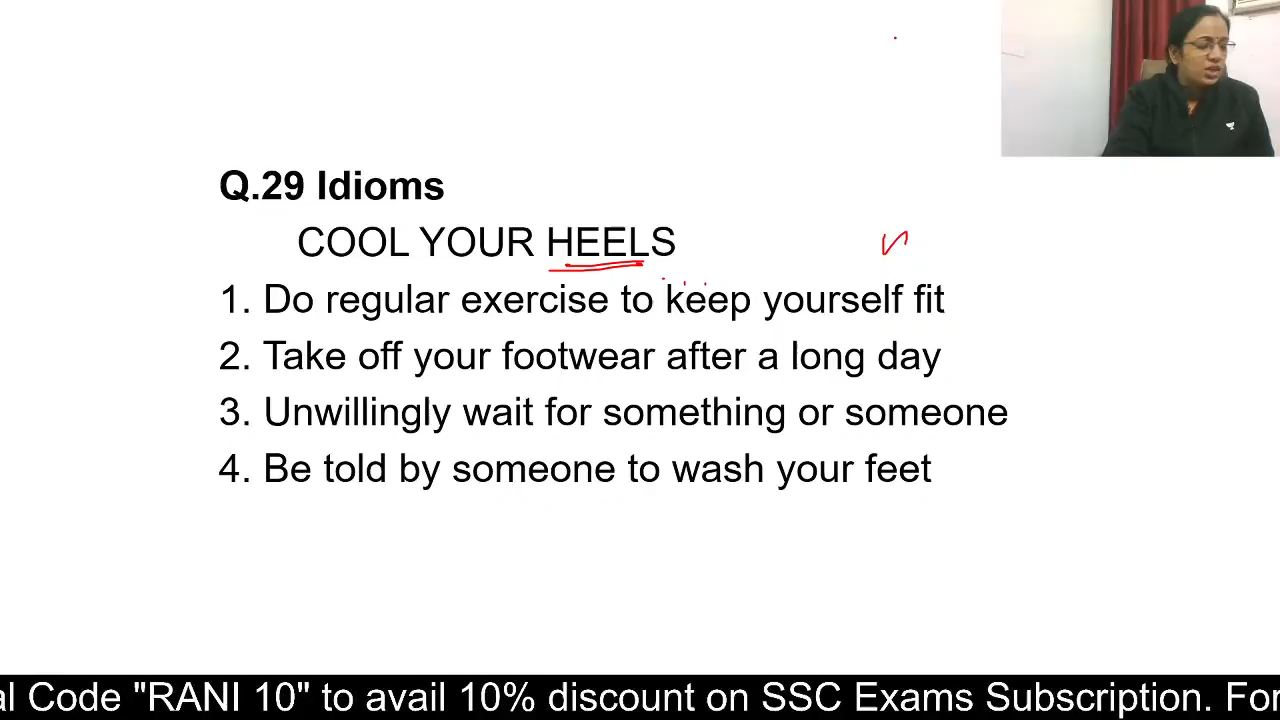 Q.29 Idioms
COOL YOUR HEELS
1. Do regular exercise to keep yourself fit
2. Take off your footwear after a long day
3. Unwillingly wait for something or someone
4. Be told by someone to wash your feet
al Code "RANI 10" to avail 10% discount on SSC Exams Subscription. For